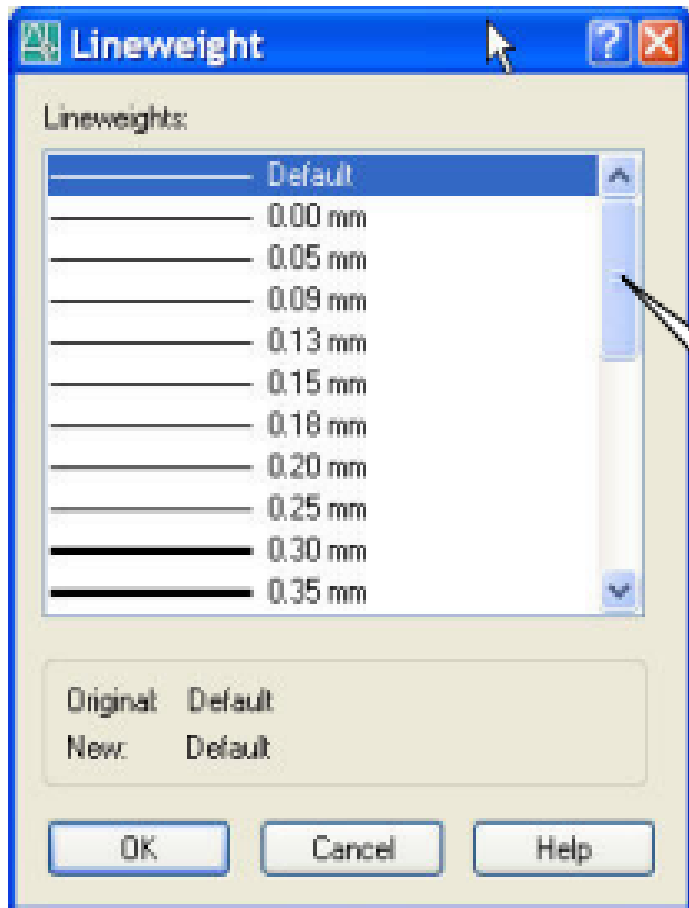 Lineweight
Lineweights:
Default
0.00 mm
0.05 mm
0.09 mm
0.13 mm
0.15 mm
0.18 mm
0.20 mm
0.25 mm
0.30 mm
0.35 mm
Original: Default
New: Default
OK Cancel Help